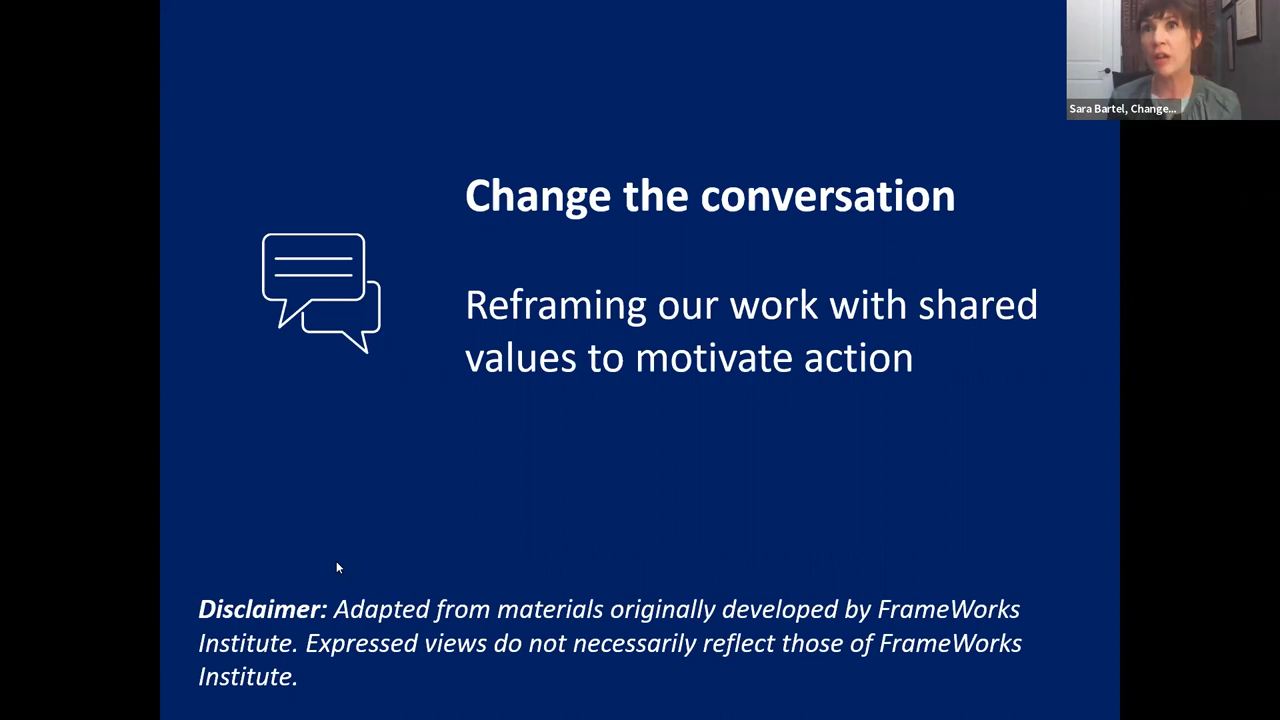 Sara Bartel, Change...
Change the conversation
Reframing our work with shared
values to motivate action
Disclaimer: Adapted from materials originally developed by FrameWorks
Institute. Expressed views do not necessarily reflect those of FrameWorks
Institute.